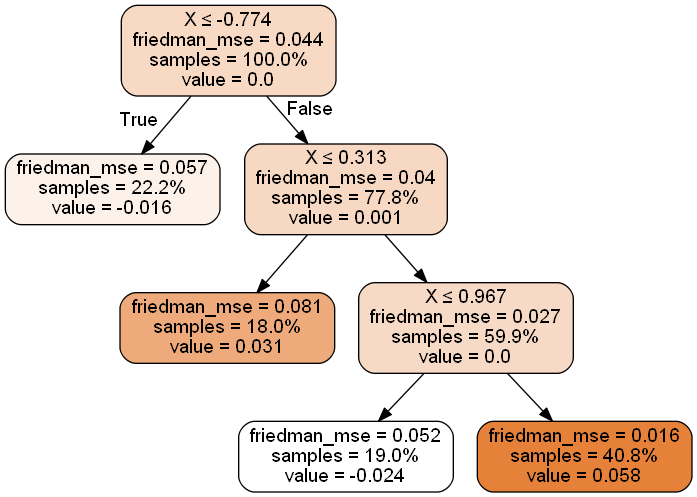 X ≤ -0.774
friedman_mse = 0.044
samples = 100.0%
value = 0.0
True
False
friedman_mse = 0.057
samples = 22.2%
value = -0.016
X ≤ 0.313
friedman_mse = 0.04
samples = 77.8%
value = 0.001
friedman_mse = 0.081
samples = 18.0%
value = 0.031
X ≤ 0.967
friedman_mse = 0.027
samples = 59.9%
value = 0.0
friedman_mse = 0.052
samples = 19.0%
value = -0.024
friedman_mse = 0.016
samples = 40.8%
value = 0.058